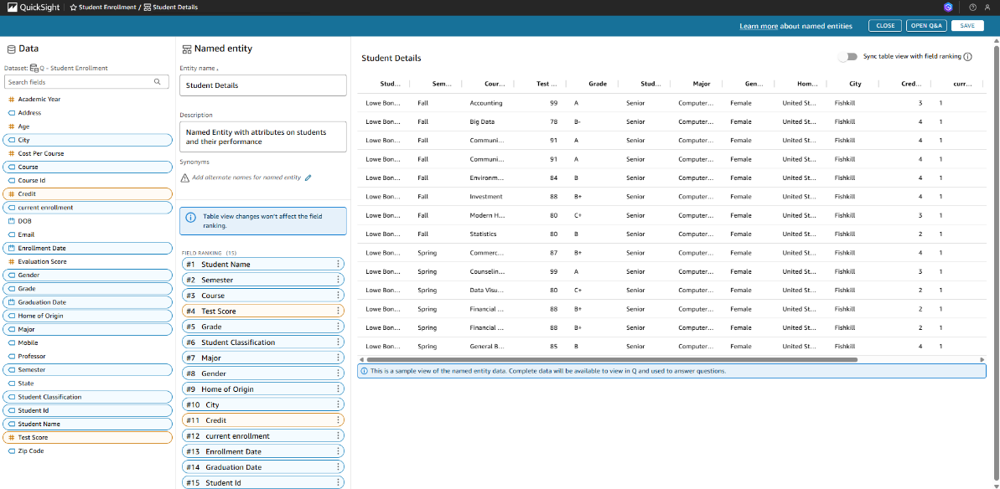 QuickSight Student Enrollment / Student Details
Learn more about named entities CLOSE OPEN Q&A SAVE
Data
Dataset: Q - Student Enrollment
Search fields
# Academic Year
Address
# Age
City
# Cost Per Course
Course
Course Id
# Credit
current enrollment
DOB
Email
Enrollment Date
# Evaluation Score
Gender
Grade
Graduation Date
Home of Origin
Major
Mobile
Professor
Semester
State
Student Classification
Student Id
Student Name
# Test Score
Zip Code
Named entity
Entity name
Student Details
Description
Named Entity with attributes on students
and their performance
Synonyms
Add alternate names for named entity
Table view changes won't affect the field
ranking.
FIELD RANKING (15)
#1 Student Name
#2 Semester
#3 Course
#4 Test Score
#5 Grade
#6 Student Classification
#7 Major
#8 Gender
#9 Home of Origin
#10 City
#11 Credit
#12 current enrollment
#13 Enrollment Date
#14 Graduation Date
#15 Student Id
Student Details
Sync table view with field ranking
Stud... Sem... Cour... Test ... Grade Stud... Major Gen... Hom... City Cred... curr...
Lowe Bon... Fall Accounting 99 A Senior Computer... Female United St... Fishkill 3 1
Lowe Bon... Fall Big Data 78 B- Senior Computer... Female United St... Fishkill 4 1
Lowe Bon... Fall Communi... 91 A Senior Computer... Female United St... Fishkill 4 1
Lowe Bon... Fall Communi... 91 A Senior Computer... Female United St... Fishkill 4 1
Lowe Bon... Fall Environm... 84 B Senior Computer... Female United St... Fishkill 4 1
Lowe Bon... Fall Investment 88 B+ Senior Computer... Female United St... Fishkill 4 1
Lowe Bon... Fall Modern H... 80 C+ Senior Computer... Female United St... Fishkill 3 1
Lowe Bon... Fall Statistics 80 B Senior Computer... Female United St... Fishkill 2 1
Lowe Bon... Spring Commerc... 87 B+ Senior Computer... Female United St... Fishkill 4 1
Lowe Bon... Spring Counselin... 99 A Senior Computer... Female United St... Fishkill 3 1
Lowe Bon... Spring Data Visu... 80 C+ Senior Computer... Female United St... Fishkill 2 1
Lowe Bon... Spring Financial ... 88 B+ Senior Computer... Female United St... Fishkill 2 1
Lowe Bon... Spring Financial ... 88 B+ Senior Computer... Female United St... Fishkill 2 1
Lowe Bon... Spring General B... 85 B Senior Computer... Female United St... Fishkill 4 1
This is a sample view of the named entity data. Complete data will be available to view in Q and used to answer questions.